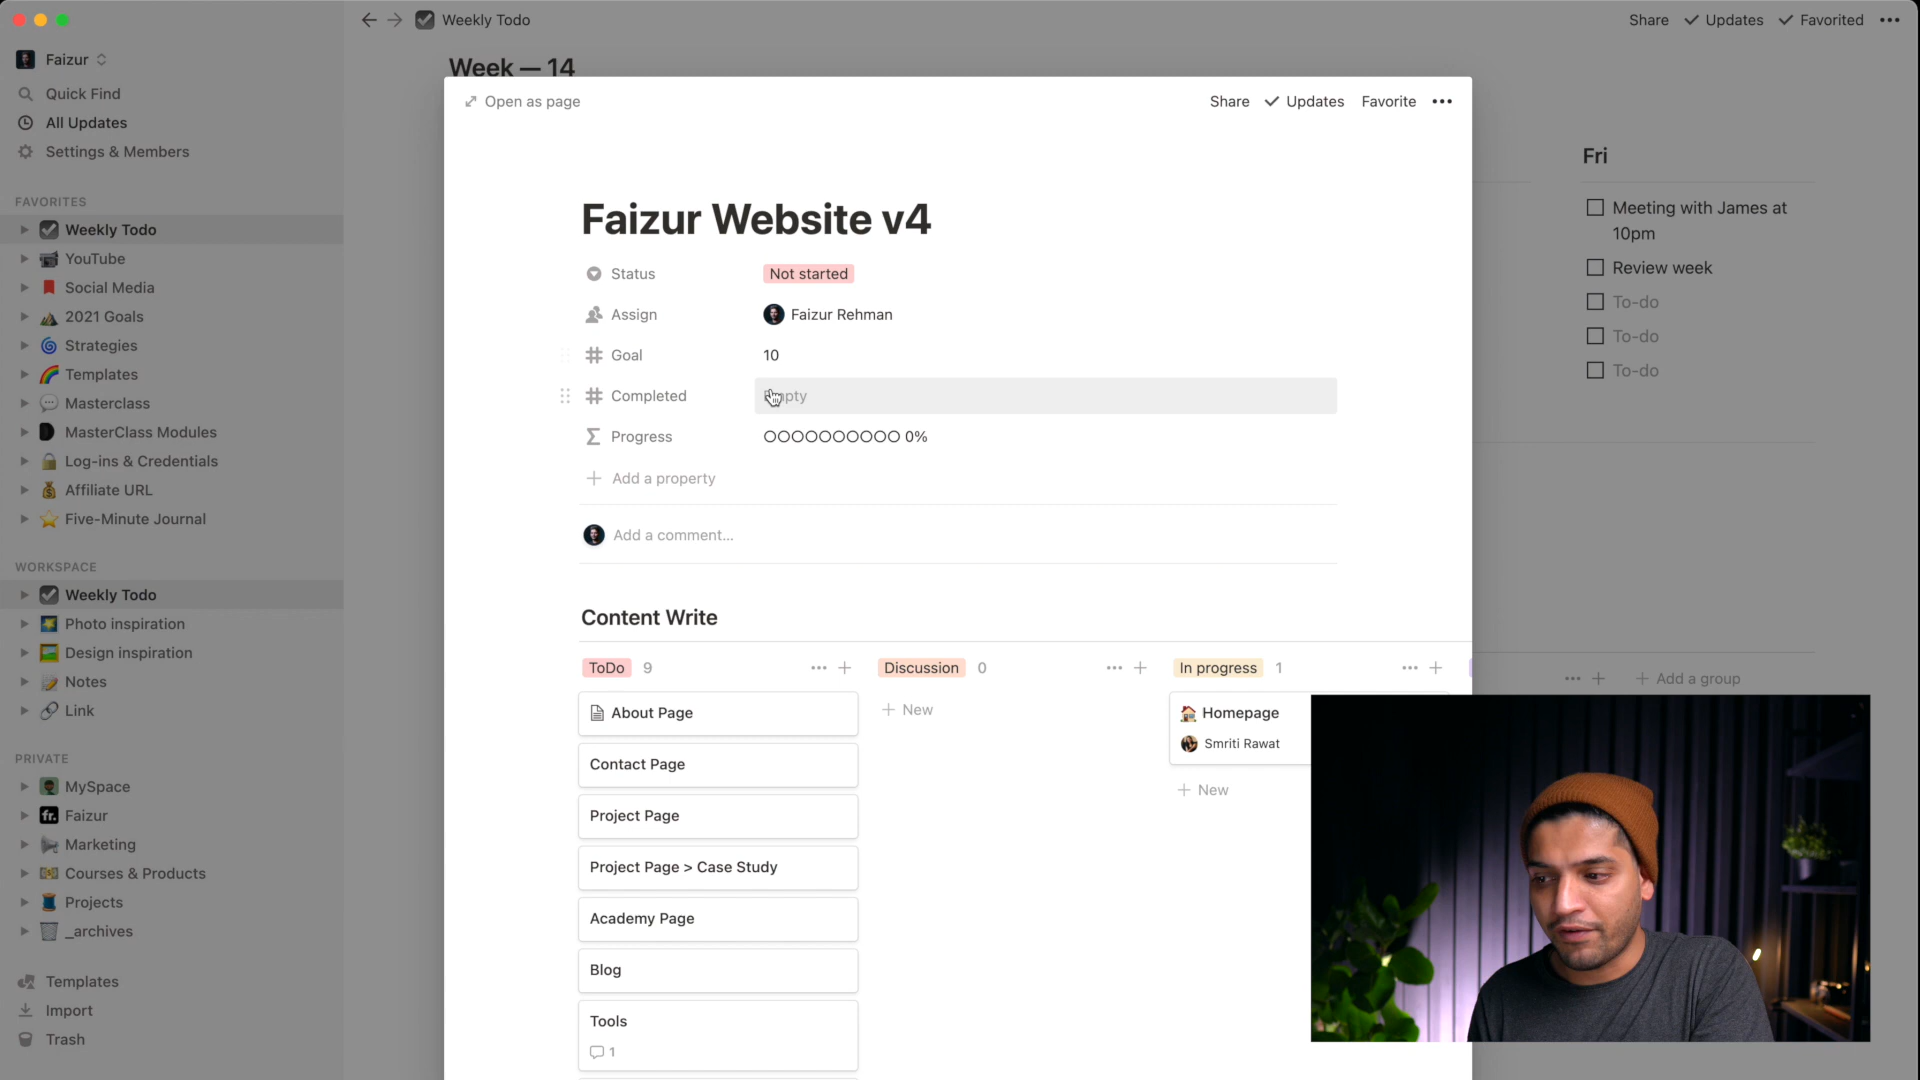 Weekly Todo
Share
Updates
Favorited
Faizur
Quick Find
All Updates
Settings & Members
FAVORITES
Weekly Todo
YouTube
Social Media
2021 Goals
Strategies
Templates
Masterclass
MasterClass Modules
Log-ins & Credentials
Affiliate URL
Five-Minute Journal
WORKSPACE
Weekly Todo
Photo inspiration
Design inspiration
Notes
Link
PRIVATE
MySpace
fr. Faizur
Marketing
Courses & Products
Projects
_archives
Templates
Import
Trash
Week — 14
Open as page
Share
Updates
Favorite
Faizur Website v4
Status Not started
Assign Faizur Rehman
Goal 10
Completed
Progress 0%
Add a property
Add a comment...
Content Write
ToDo 9
About Page
Contact Page
Project Page
Project Page > Case Study
Academy Page
Blog
Tools
1
Discussion 0
New
In progress 1
Homepage
Smriti Rawat
New
Fri
Meeting with James at
10pm
Review week
To-do
To-do
To-do
Add a group